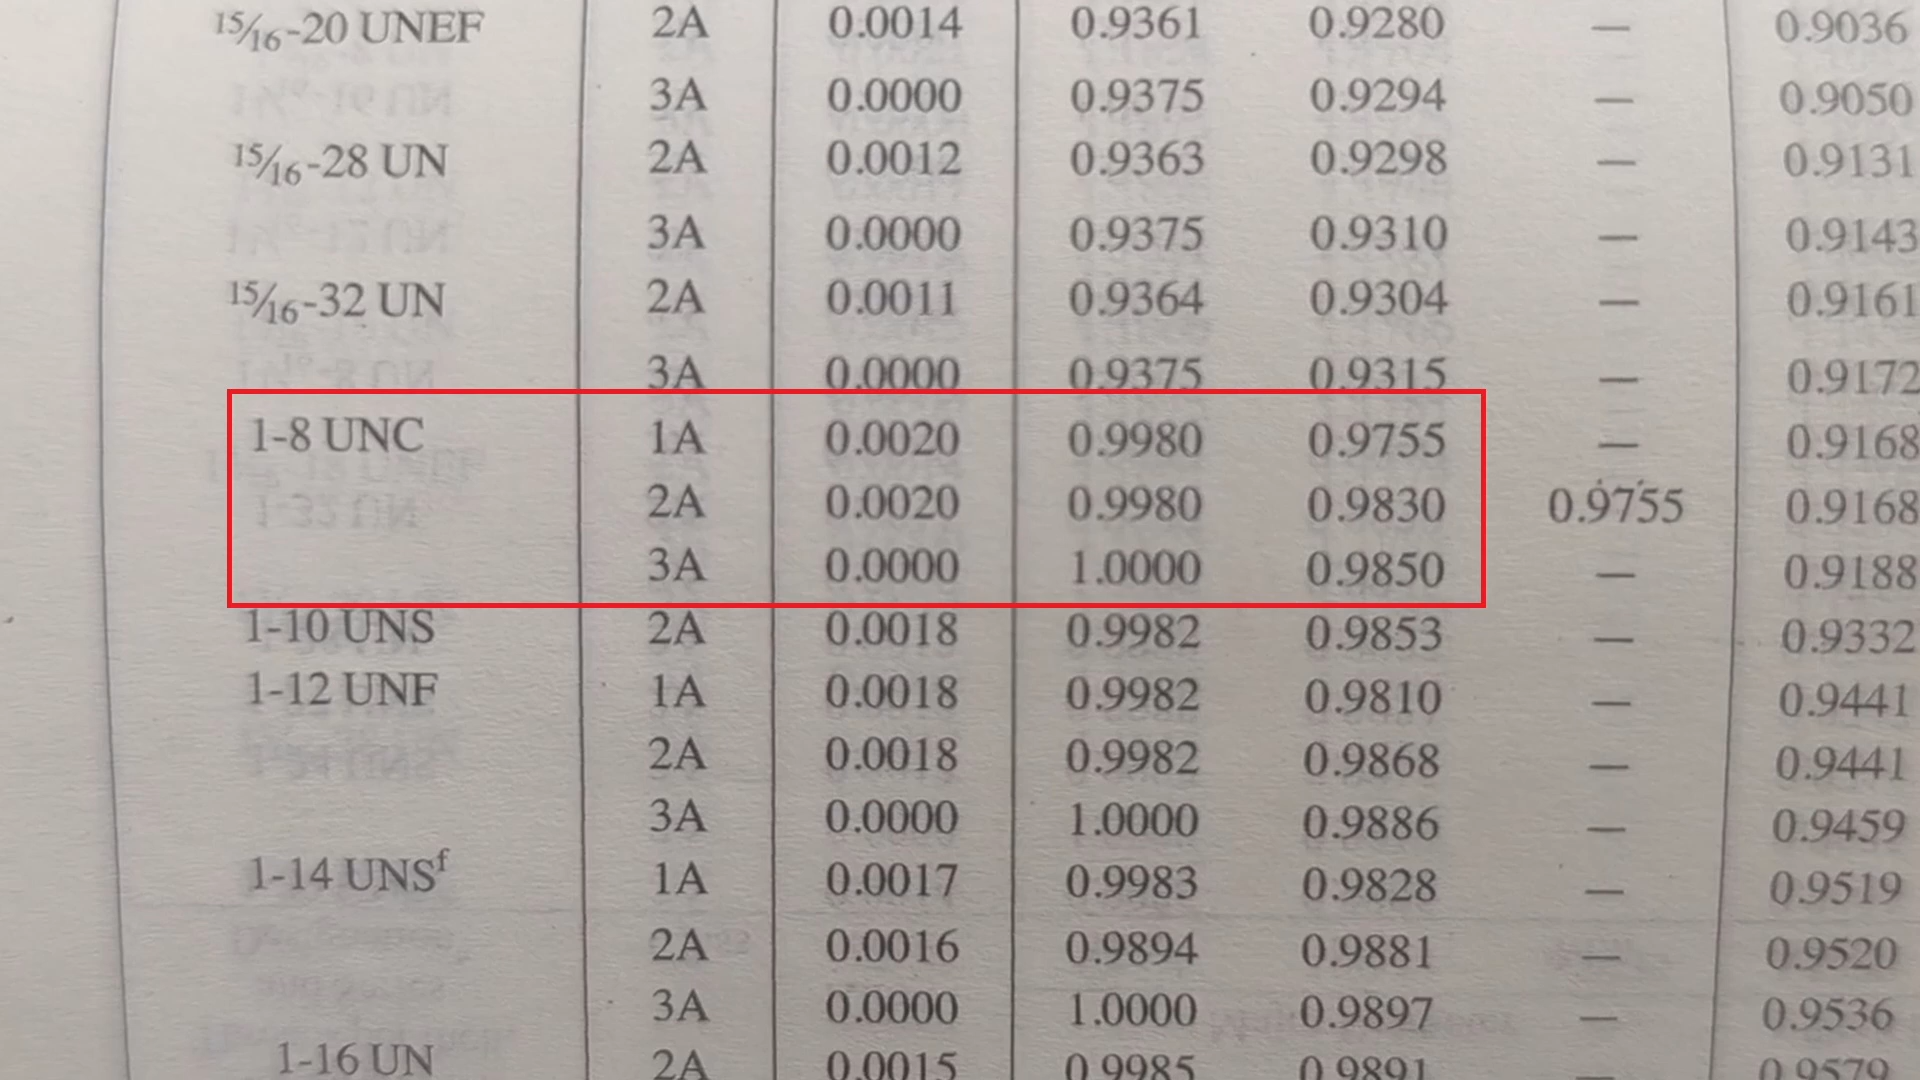 15/16-20 UNEF 2A 0.0014 0.9361 0.9280 — 0.9036
3A 0.0000 0.9375 0.9294 — 0.9050
15/16-28 UN 2A 0.0012 0.9363 0.9298 — 0.9131
3A 0.0000 0.9375 0.9310 — 0.9143
15/16-32 UN 2A 0.0011 0.9364 0.9304 — 0.9161
3A 0.0000 0.9375 0.9315 — 0.9172
1-8 UNC 1A 0.0020 0.9980 0.9755 — 0.9168
2A 0.0020 0.9980 0.9830 0.9755 0.9168
3A 0.0000 1.0000 0.9850 — 0.9188
1-10 UNS 2A 0.0018 0.9982 0.9853 — 0.9332
1-12 UNF 1A 0.0018 0.9982 0.9810 — 0.9441
2A 0.0018 0.9982 0.9868 — 0.9441
3A 0.0000 1.0000 0.9886 — 0.9459
1-14 UNSᶠ 1A 0.0017 0.9983 0.9828 — 0.9519
2A 0.0016 0.9894 0.9881 — 0.9520
3A 0.0000 1.0000 0.9897 — 0.9536
1-16 UN 2A 0.0015 0.9985 0.9891 — 0.9579